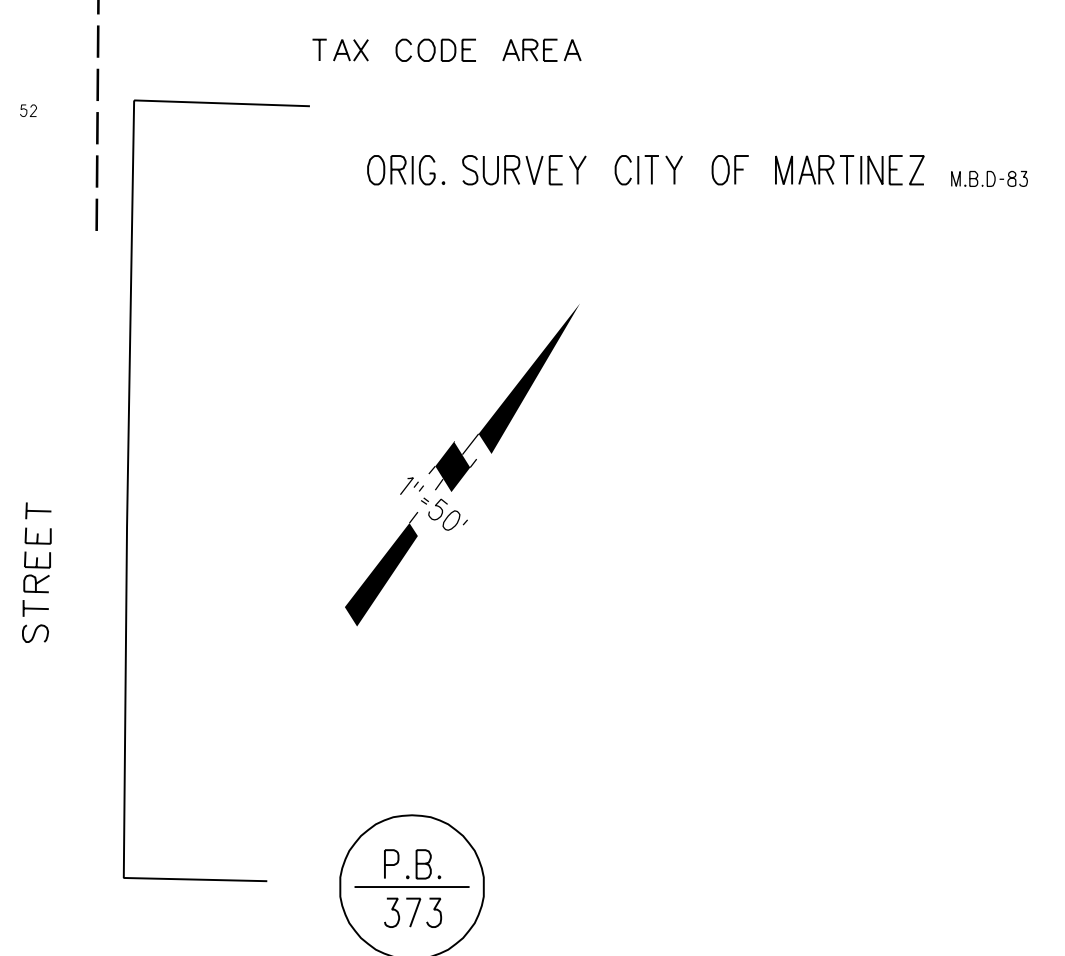 TAX CODE AREA
52
ORIG. SURVEY CITY OF MARTINEZ M.B.D-83
1"=50'
STREET
P.B.
373